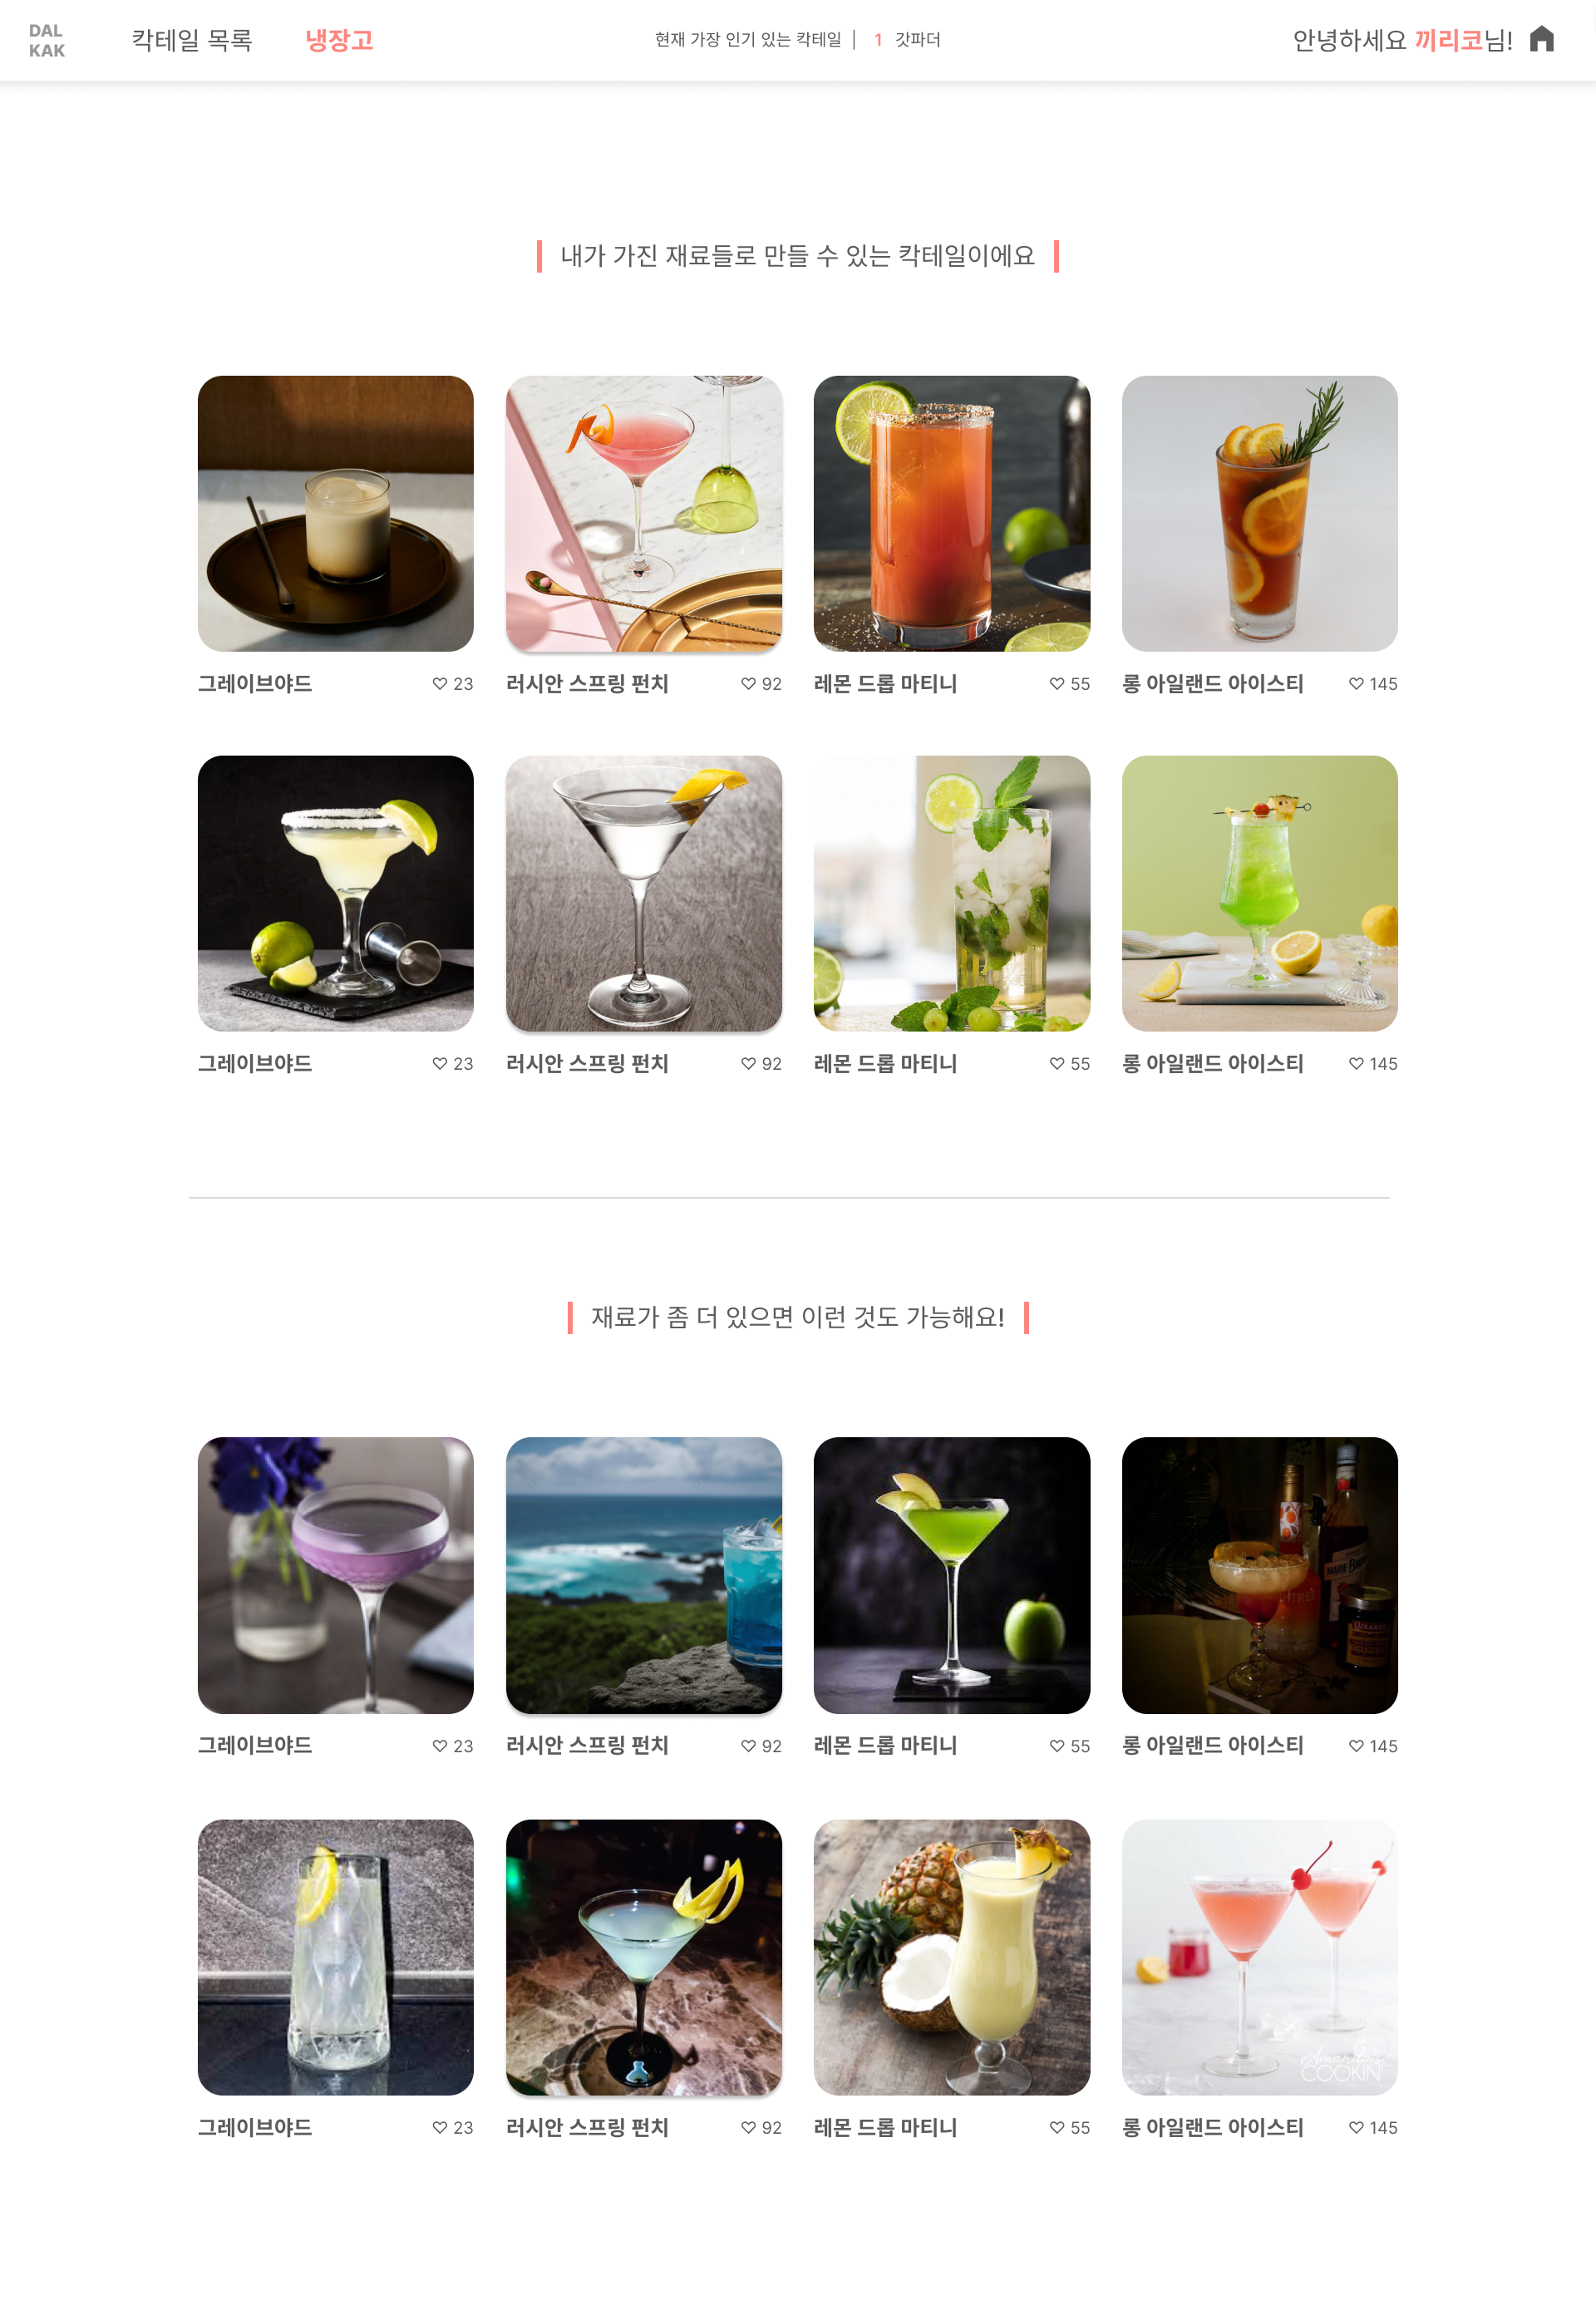 DAL
KAK
칵테일 목록
냉장고
현재 가장 인기 있는 칵테일 | 1 갓파더
안녕하세요 끼리코님!
내가 가진 재료들로 만들 수 있는 칵테일이에요
그레이브야드 23
러시안 스프링 펀치 92
레몬 드롭 마티니 55
롱 아일랜드 아이스티 145
그레이브야드 23
러시안 스프링 펀치 92
레몬 드롭 마티니 55
롱 아일랜드 아이스티 145
재료가 좀 더 있으면 이런 것도 가능해요!
그레이브야드 23
러시안 스프링 펀치 92
레몬 드롭 마티니 55
롱 아일랜드 아이스티 145
COOKIN'
그레이브야드 23
러시안 스프링 펀치 92
레몬 드롭 마티니 55
롱 아일랜드 아이스티 145